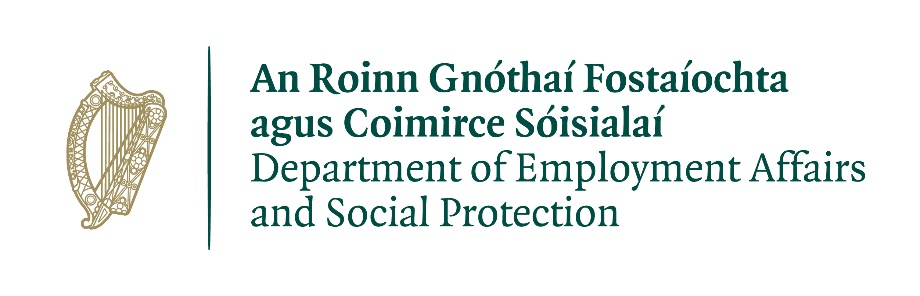 An Roinn Gnóthaí Fostaíochta
agus Coimirce Sóisialaí
Department of Employment Affairs
and Social Protection